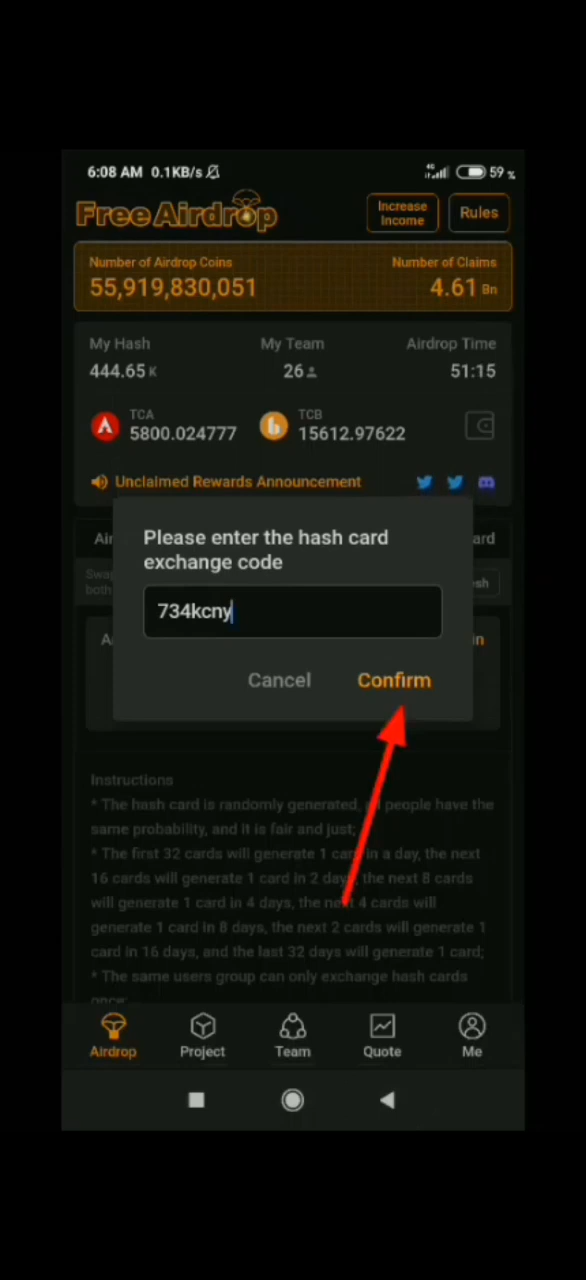 6:08 AM 0.1KB/s 4G 59 %
Free Airdrop
Increase
Income
Rules
Number of Airdrop Coins
Number of Claims
55,919,830,051
4.61 Bn
My Hash
My Team
Airdrop Time
444.65 K
26
51:15
TCA
5800.024777
TCB
15612.97622
Unclaimed Rewards Announcement
Please enter the hash card
exchange code
734kcny
Cancel
Confirm
Instructions
* The hash card is randomly generated, people have the
same probability, and it is fair and just;
* The first 32 cards will generate 1 card in a day, the next
16 cards will generate 1 card in 2 days, the next 8 cards
will generate 1 card in 4 days, the next 4 cards will
generate 1 card in 8 days, the next 2 cards will generate 1
card in 16 days, and the last 32 days will generate 1 card;
* The same users group can only exchange hash cards
once
Airdrop
Project
Team
Quote
Me